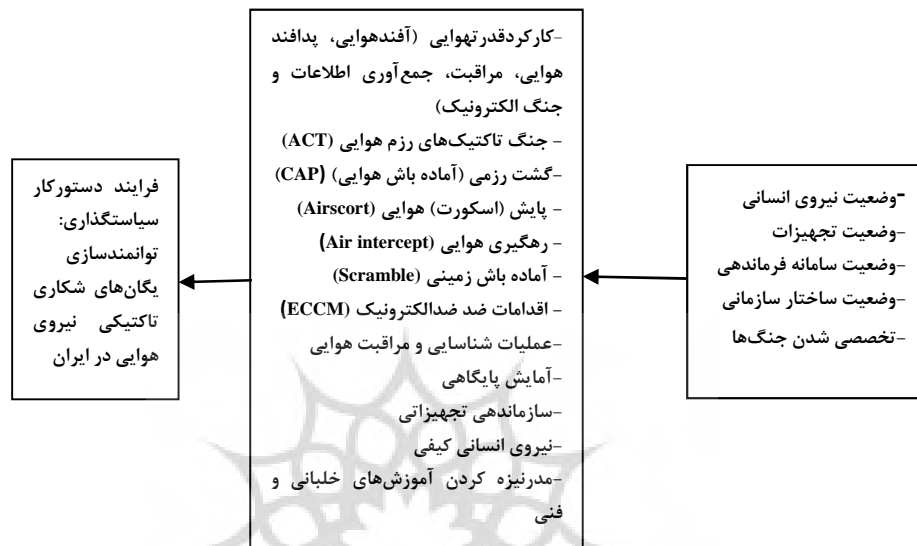 -وضعیت نیروی انسانی
-وضعیت تجهیزات
-وضعیت سامانه فرماندهی
-وضعیت ساختار سازمانی
-تخصصی شدن جنگ‌ها
-کارکردقدرتهوایی (آفندهوایی، پدافند
هوایی، مراقبت، جمع‌آوری اطلاعات و
جنگ الکترونیک)
- جنگ تاکتیک‌های رزم هوایی (ACT)
-گشت رزمی (آماده باش هوایی) (CAP)
- پایش (اسکورت) هوایی (Airscort)
- رهگیری هوایی (Air intercept)
- آماده باش زمینی (Scramble)
- اقدامات ضد ضدالکترونیک (ECCM)
-عملیات شناسایی و مراقبت هوایی
-آمایش پایگاهی
-سازماندهی تجهیزاتی
-نیروی انسانی کیفی
-مدرنیزه کردن آموزش‌های خلبانی و
فنی
فرایند دستورکار
سیاستگذاری:
توانمندسازی
یگان‌های شکاری
تاکتیکی نیروی
هوایی در ایران